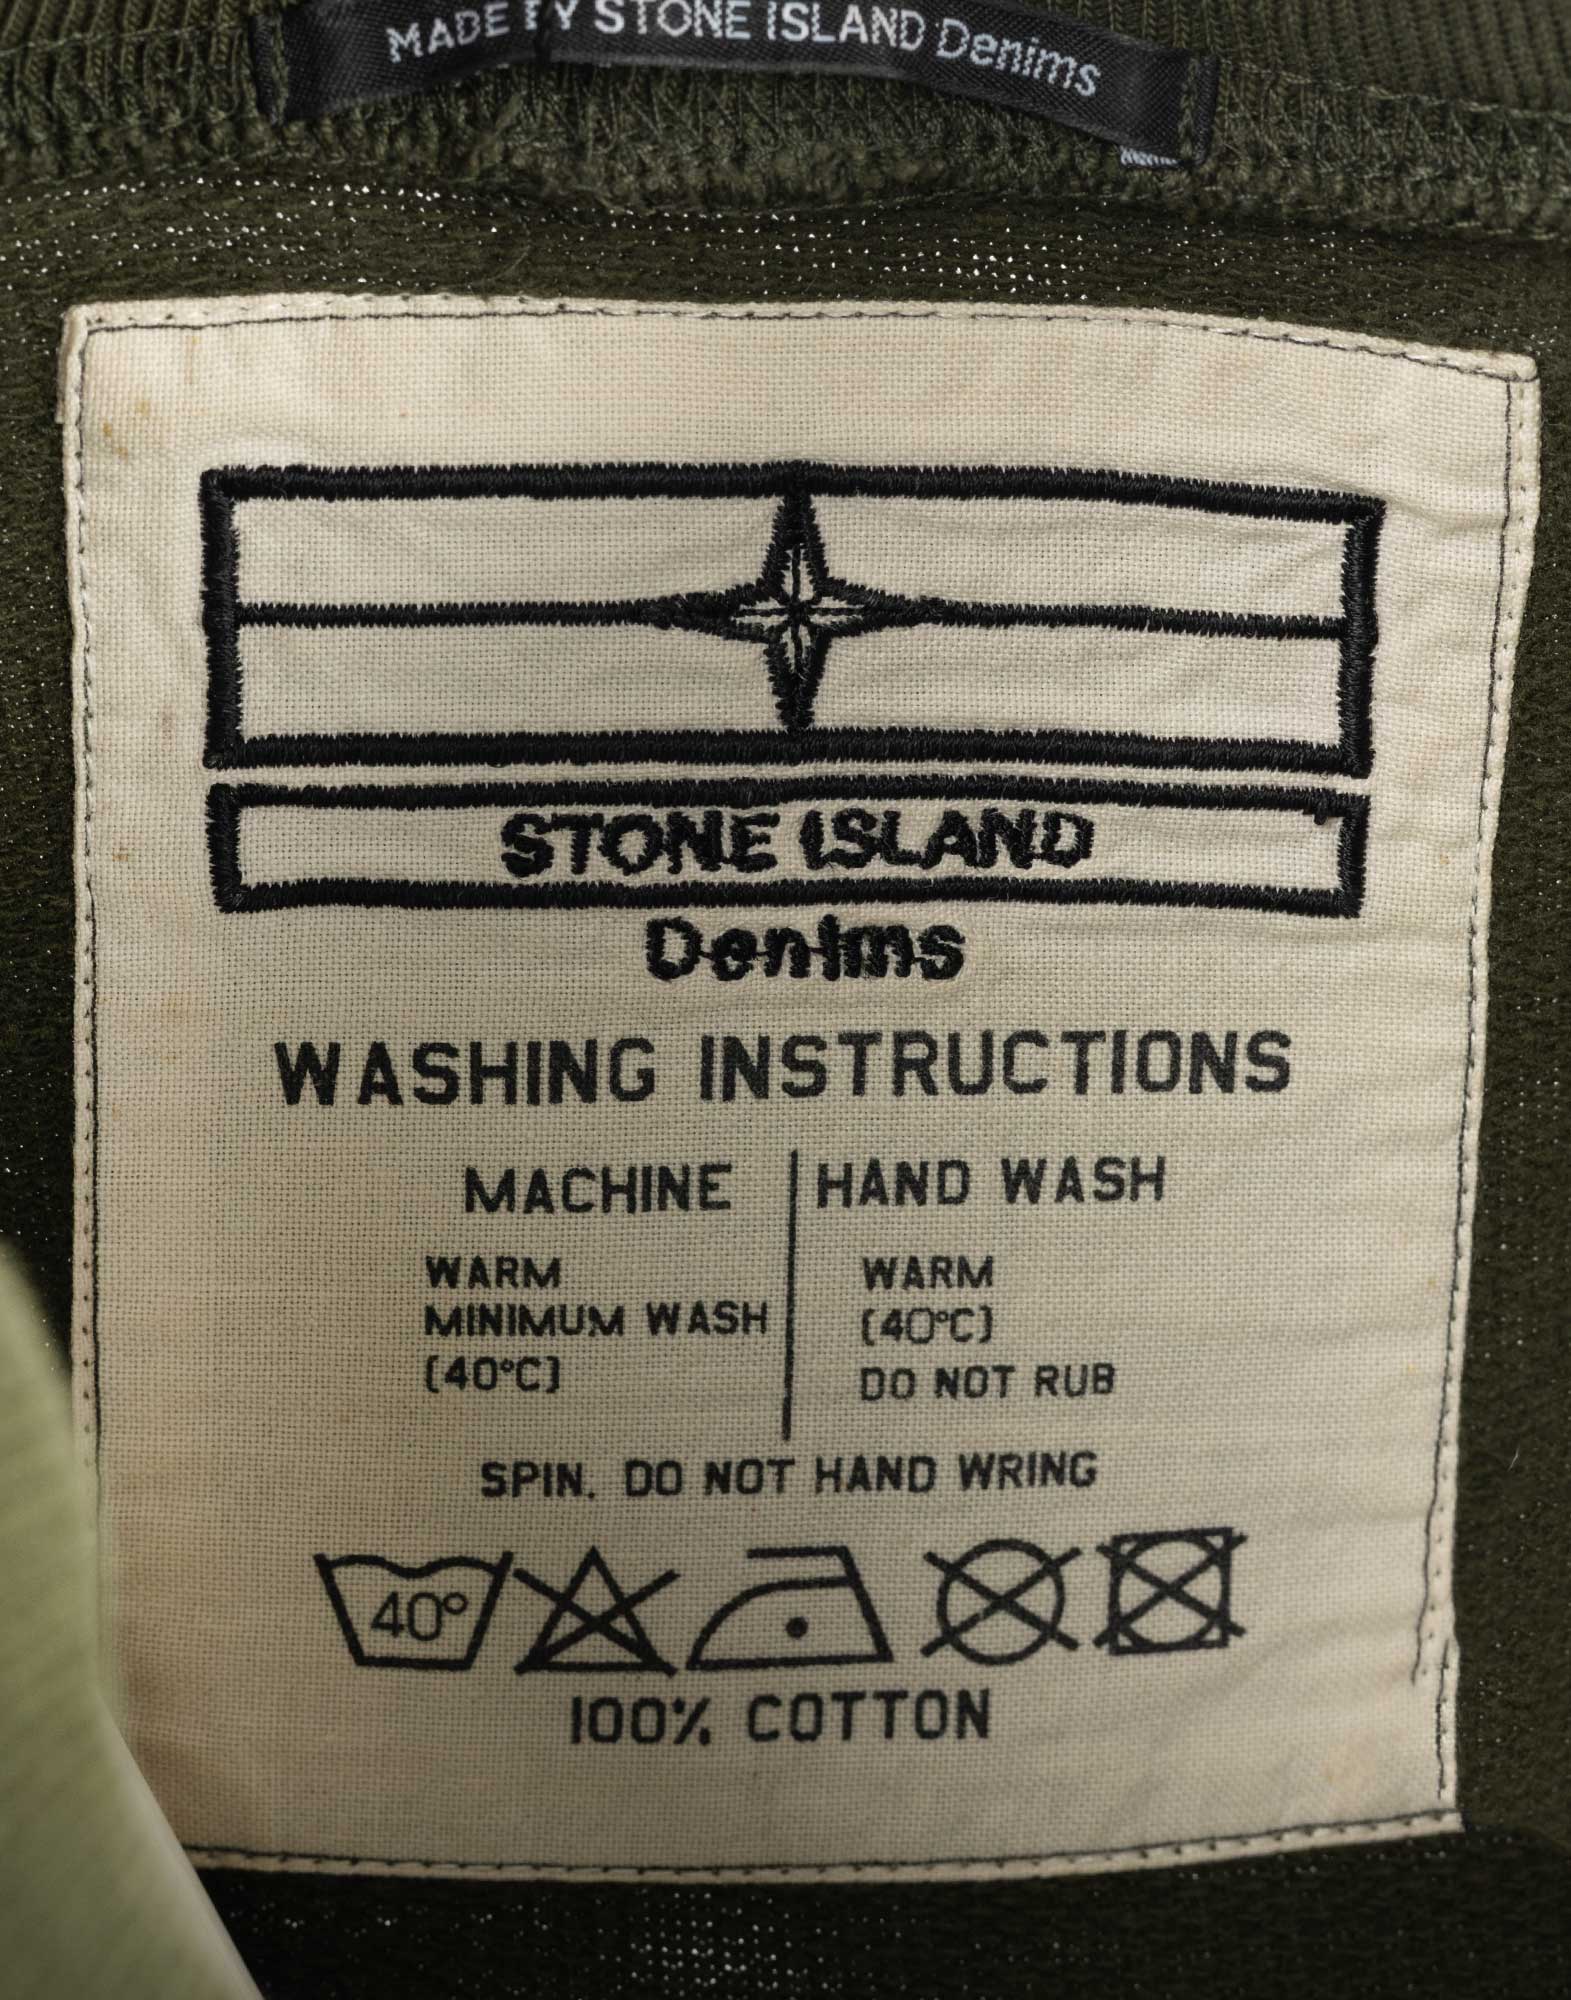 MADE BY STONE ISLAND Denims
STONE ISLAND
Denims
WASHING INSTRUCTIONS
MACHINE
WARM
MINIMUM WASH
(40°C)
HAND WASH
WARM
(40°C)
DO NOT RUB
SPIN. DO NOT HAND WRING
40°
100% COTTON